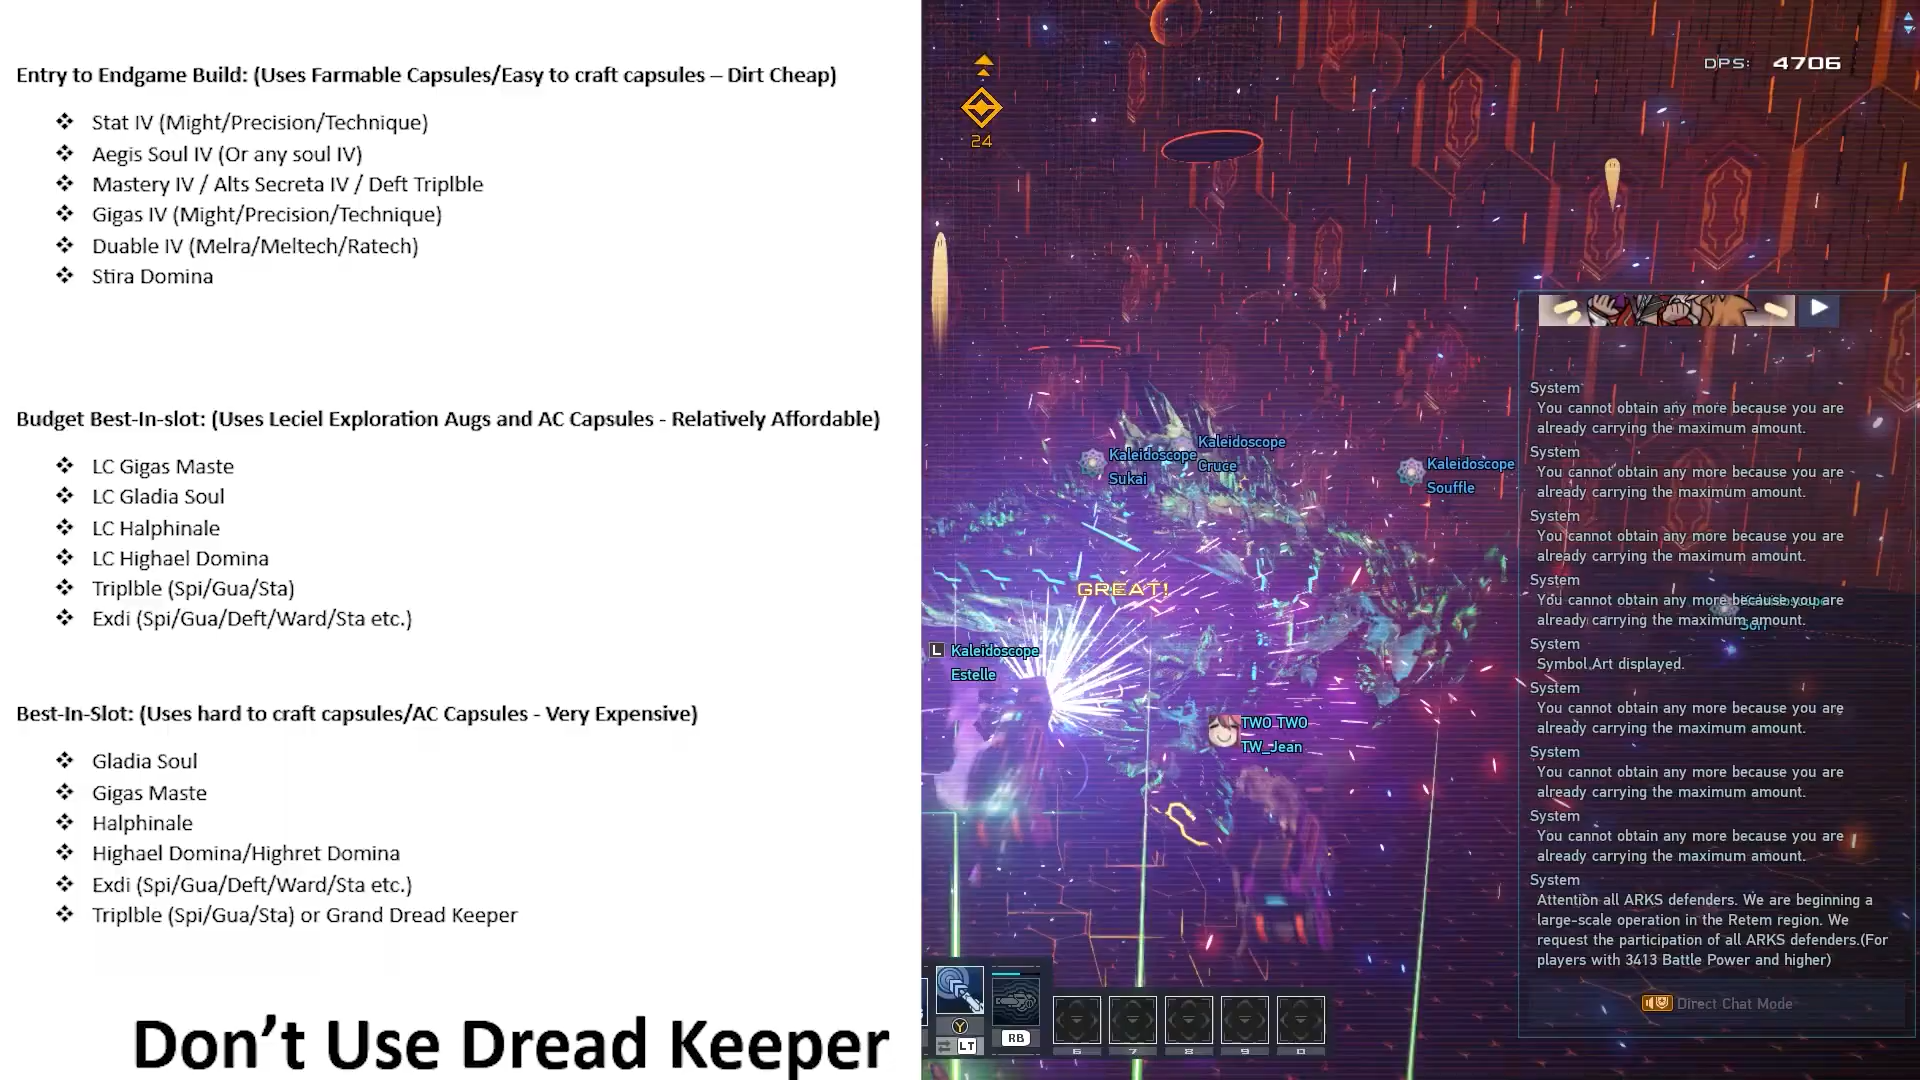 Entry to Endgame Build: (Uses Farmable Capsules/Easy to craft capsules – Dirt Cheap)
Stat IV (Might/Precision/Technique)
Aegis Soul IV (Or any soul IV)
Mastery IV / Alts Secreta IV / Deft Triplble
Gigas IV (Might/Precision/Technique)
Duable IV (Melra/Meltech/Ratech)
Stira Domina
Budget Best-In-slot: (Uses Leciel Exploration Augs and AC Capsules - Relatively Affordable)
LC Gigas Maste
LC Gladia Soul
LC Halphinale
LC Highael Domina
Triplble (Spi/Gua/Sta)
Exdi (Spi/Gua/Deft/Ward/Sta etc.)
Best-In-Slot: (Uses hard to craft capsules/AC Capsules - Very Expensive)
Gladia Soul
Gigas Maste
Halphinale
Highael Domina/Highret Domina
Exdi (Spi/Gua/Deft/Ward/Sta etc.)
Triplble (Spi/Gua/Sta) or Grand Dread Keeper
Don't Use Dread Keeper
24
DPS: 4706
Kaleidoscope
Sukai
Kaleidoscope
Cruce
Kaleidoscope
Souffle
GREAT!
L Kaleidoscope
Estelle
TWO TWO
TW_Jean
System
You cannot obtain any more because you are
already carrying the maximum amount.
System
You cannot obtain any more because you are
already carrying the maximum amount.
System
You cannot obtain any more because you are
already carrying the maximum amount.
System
You cannot obtain any more because you are
already carrying the maximum amount.
System
Symbol Art displayed.
System
You cannot obtain any more because you are
already carrying the maximum amount.
System
You cannot obtain any more because you are
already carrying the maximum amount.
System
You cannot obtain any more because you are
already carrying the maximum amount.
System
Attention all ARKS defenders. We are beginning a
large-scale operation in the Retem region. We
request the participation of all ARKS defenders.(For
players with 3413 Battle Power and higher)
Direct Chat Mode
Y
LT
RB
6 7 8 9 0